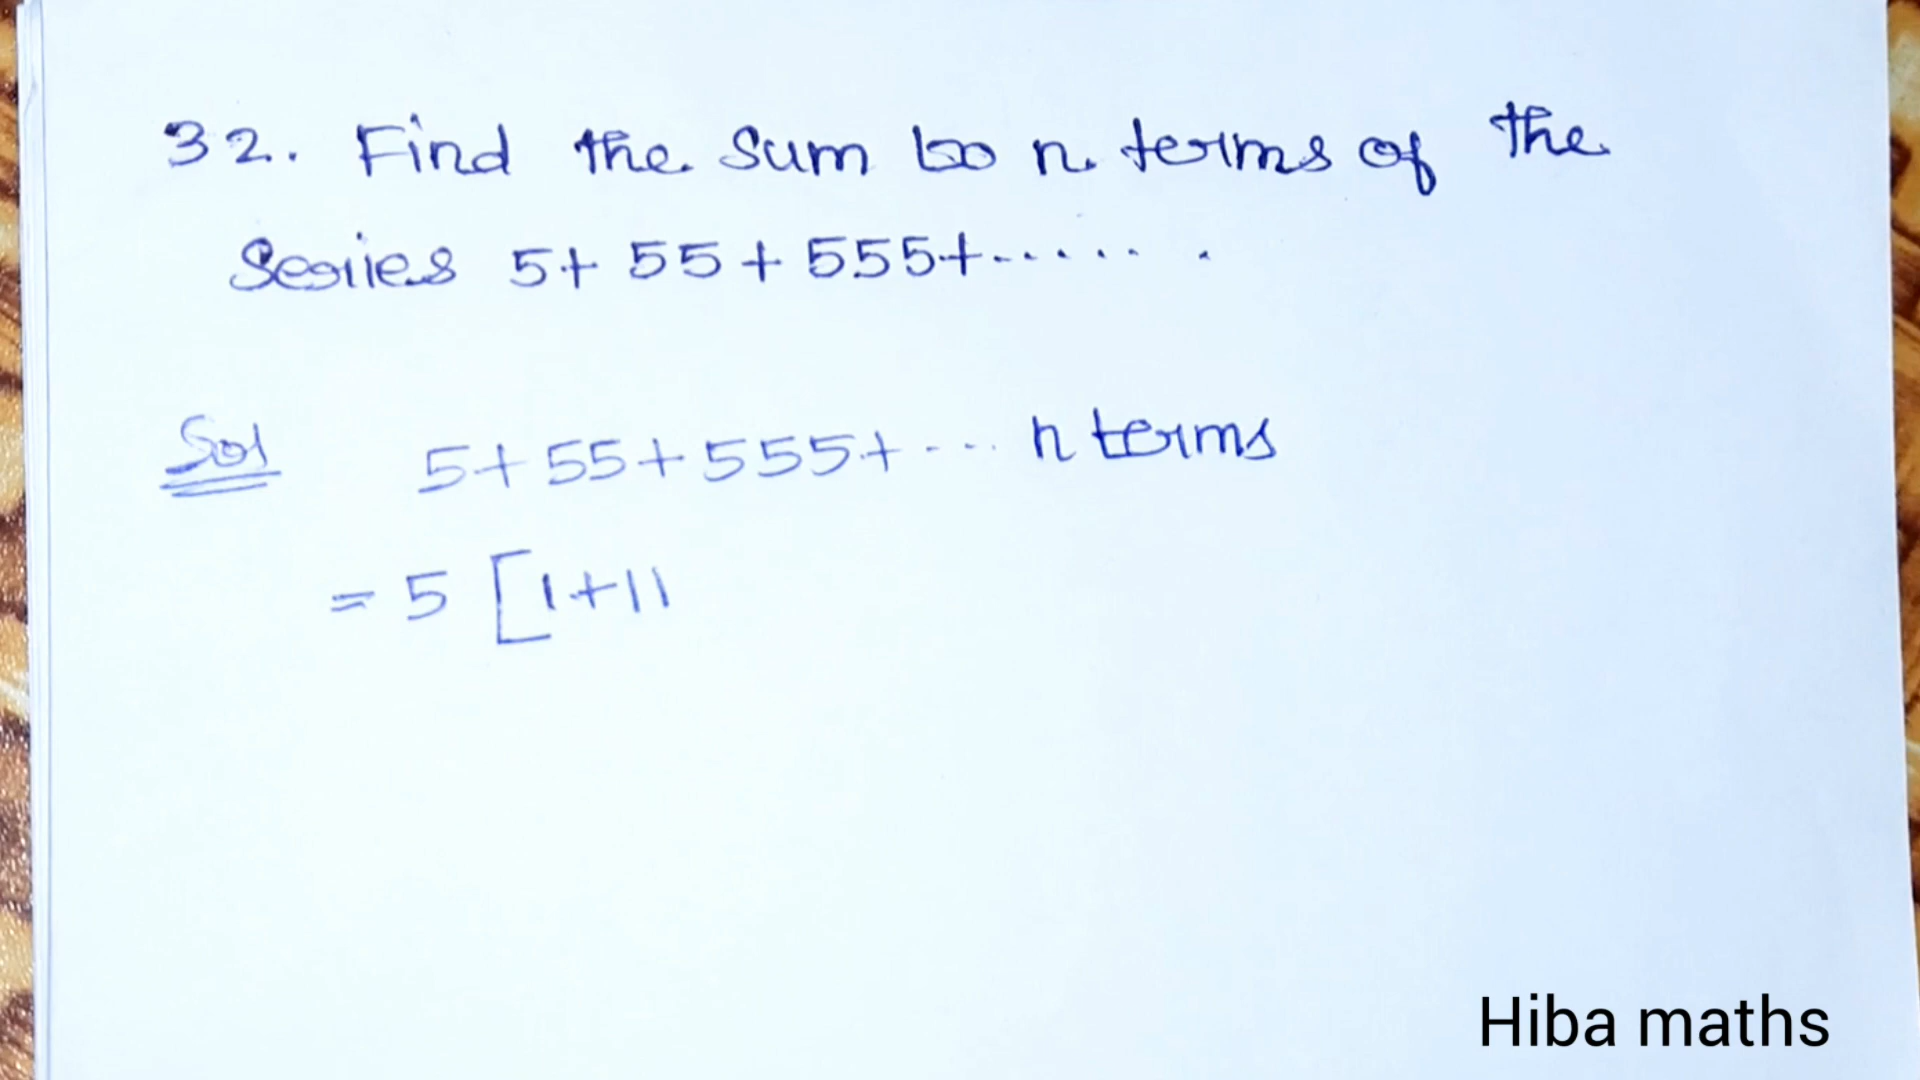 32. Find the sum to n terms of the
series 5+ 55 + 555+.......
Sol 5+55+555+... n terms
= 5 [1+11
Hiba maths